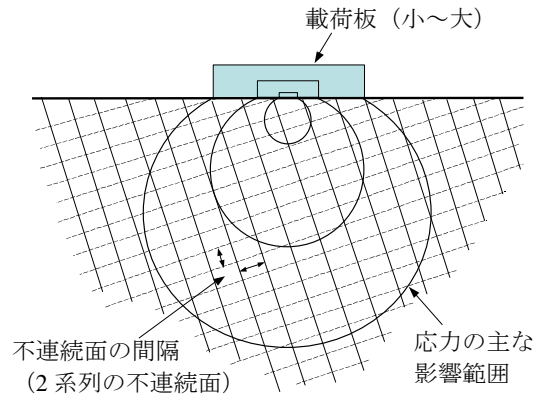 載荷板（小～大）
不連続面の間隔
（2 系列の不連続面）
応力の主な
影響範囲